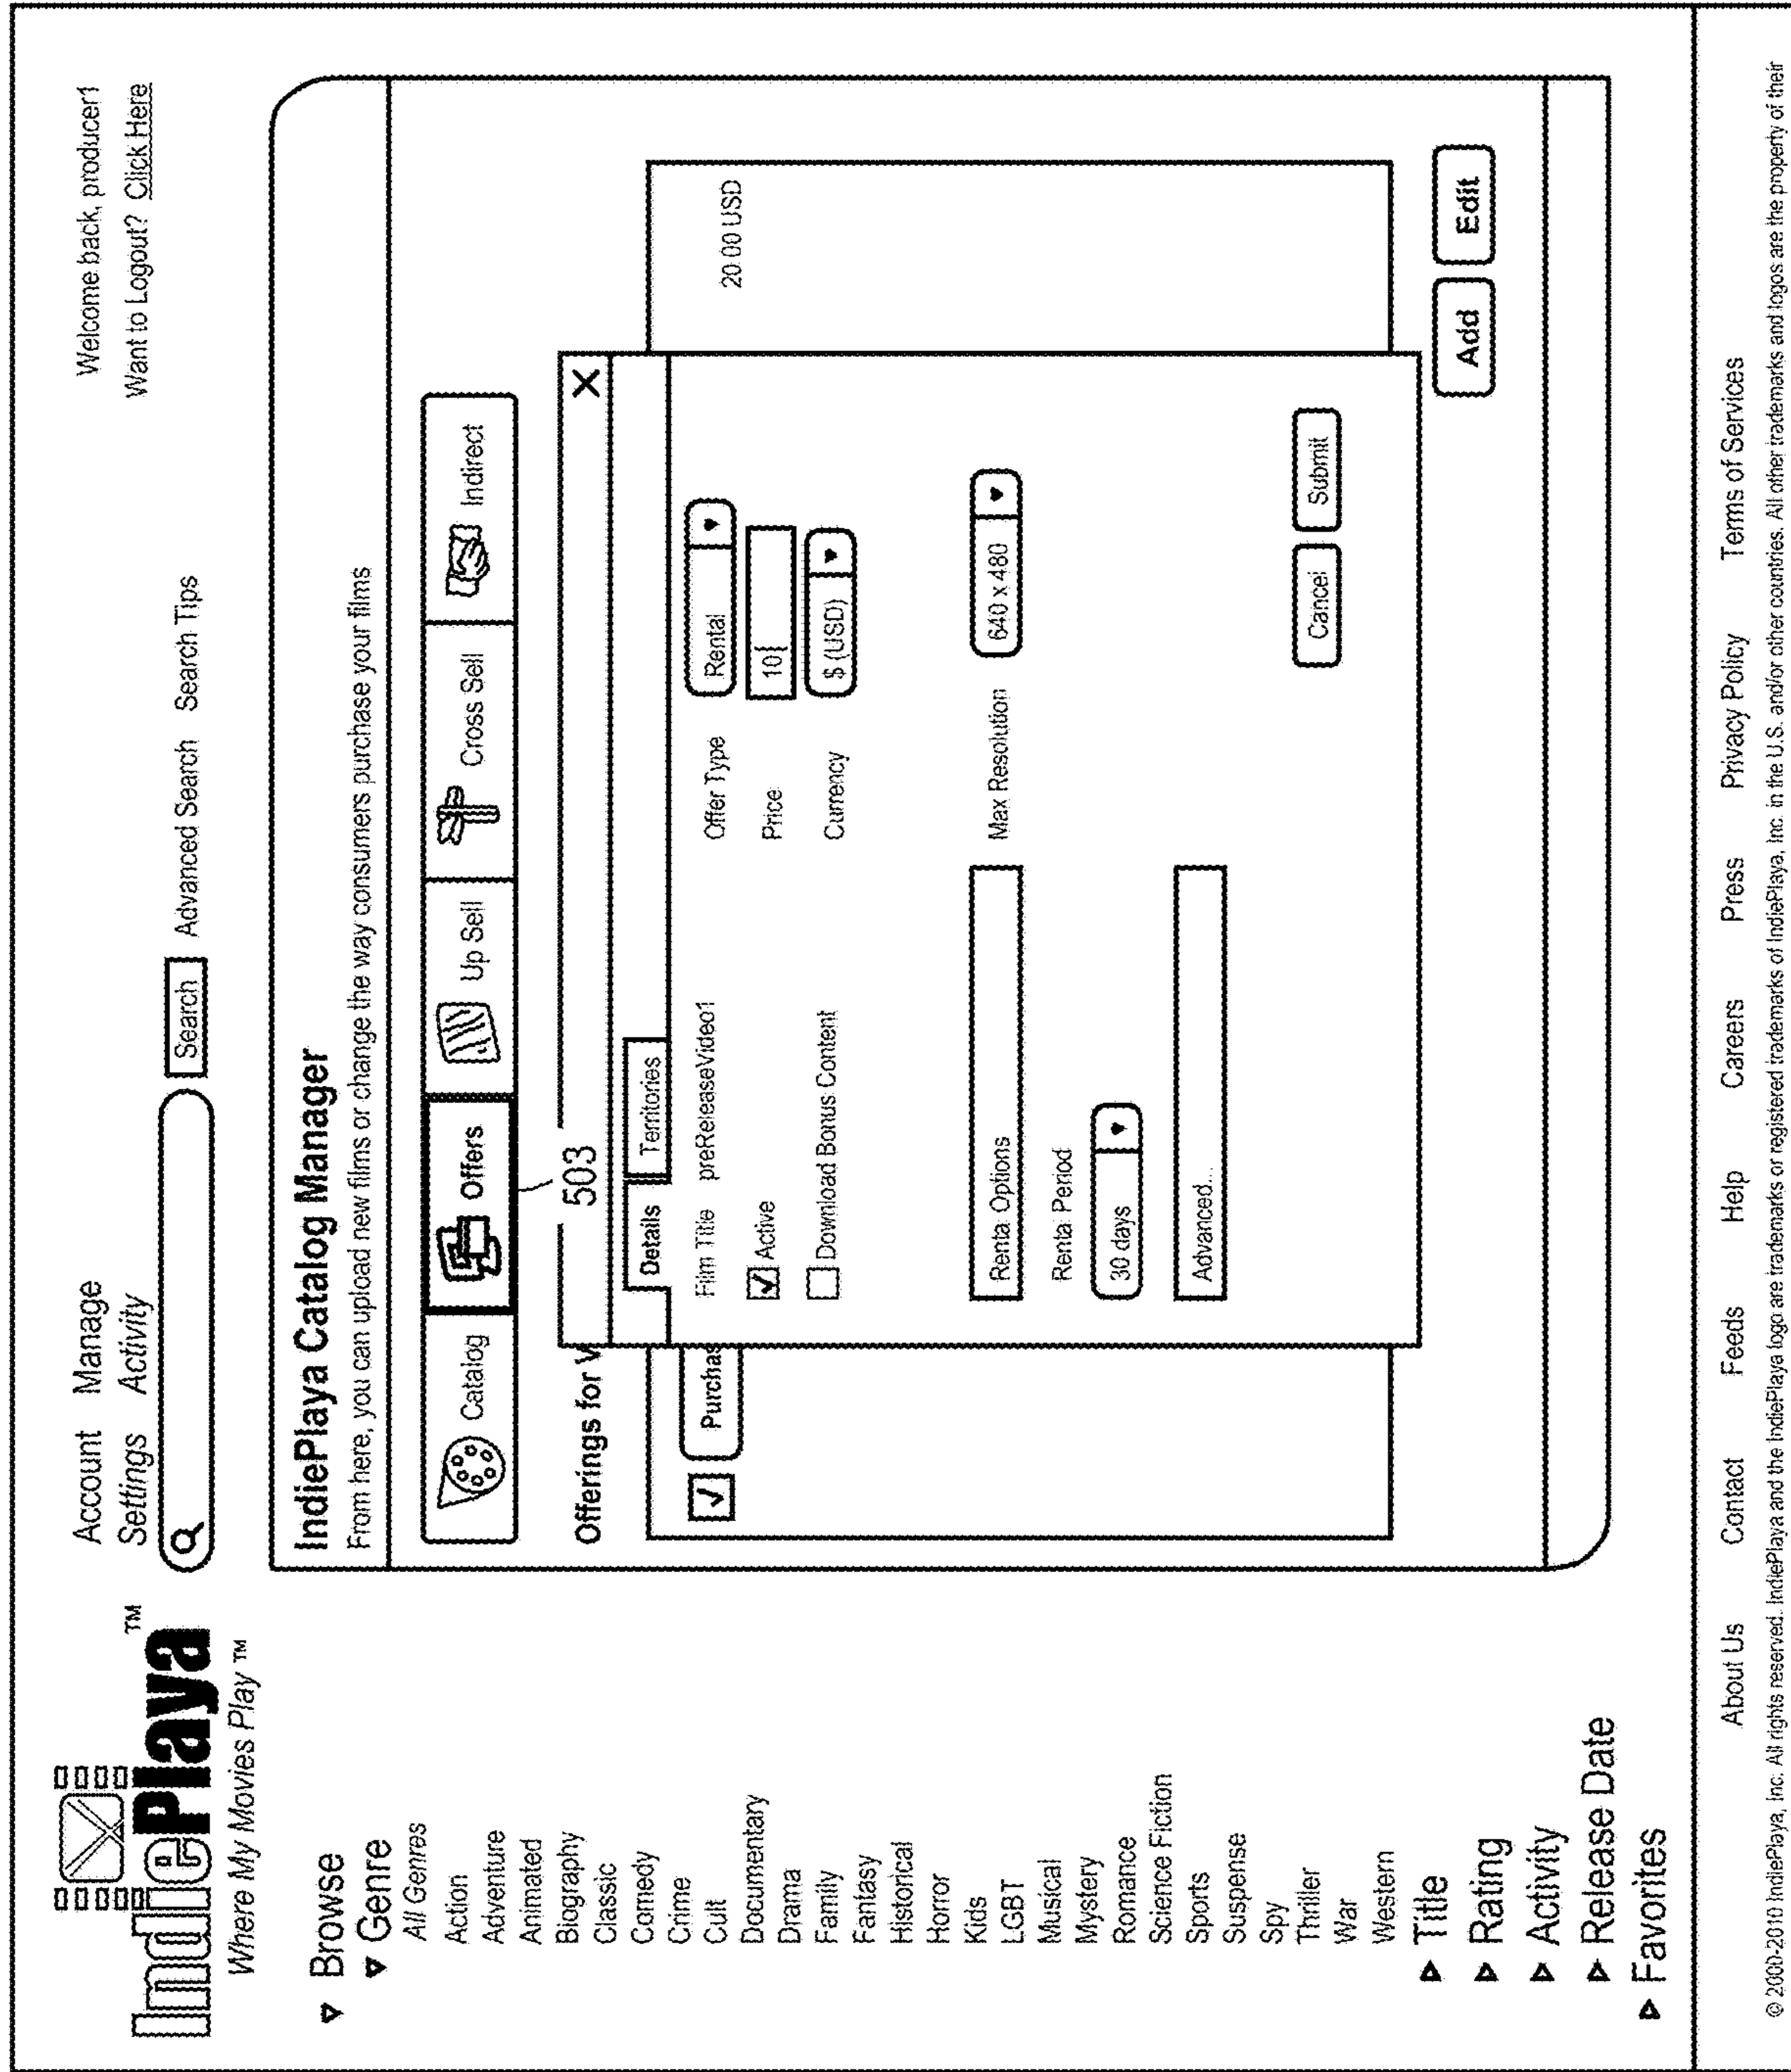 IndiePlaya™
Where My Movies Play™
Account Settings
Manage Activity
Search Advanced Search Search Tips
Welcome back, producer1
Want to Logout? Click Here
▼ Browse
▼ Genre
All Genres
Action
Adventure
Animated
Biography
Classic
Comedy
Crime
Cult
Documentary
Drama
Family
Fantasy
Historical
Horror
Kids
LGBT
Musical
Mystery
Romance
Science Fiction
Sports
Suspense
Spy
Thriller
War
Western
Title
Rating
Activity
Release Date
Favorites
IndiePlaya Catalog Manager
From here, you can upload new films or change the way consumers purchase your films
Catalog Offers Up Sell Cross Sell Indirect
503
Offerings for V
X
Purchas
20.00 USD
Details Territories
Film Title preReleaseVideo1
Offer Type Rental
Active
Price 10
Download Bonus Content
Currency $ (USD)
Rental Options
Max Resolution 640 x 480
Rental Period
30 days
Advanced...
Cancel Submit
Add Edit
About Us Contact Feeds Help Careers Press Privacy Policy Terms of Services
© 2000-2010 IndiePlaya, Inc. All rights reserved. IndiePlaya and the IndiePlaya logo are trademarks or registered trademarks of IndiePlaya, Inc. in the U.S. and/or other countries. All other trademarks and logos are the property of their